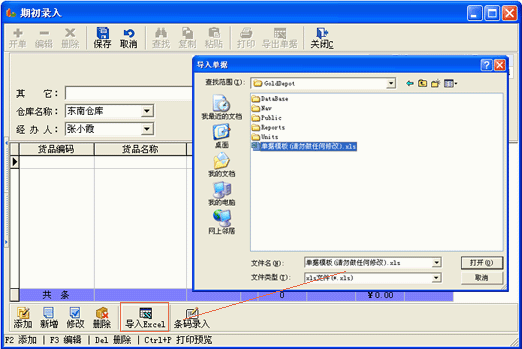 期初录入
开单 编辑 删除 保存 取消 查找 复制 粘贴 打印 导出单据 关闭C
导入单据
查找范围(I): GoldDepot
我最近的文档
桌面
我的文档
我的电脑
网上邻居
DataBase
New
Public
Reports
Units
单据模板(请勿做任何修改).xls
文件名(N): 单据模板(请勿做任何修改).xls 打开(O)
文件类型(T): xls文件(*.xls) 取消
其 它:
仓库名称: 东南仓库
经 办 人: 张小霞
货品编码 货品名称
共 条 0 ¥0.00
添加 新增 修改 删除 导入Excel 条码录入
F2 添加 | F3 编辑 | Del 删除 | Ctrl+P 打印预览